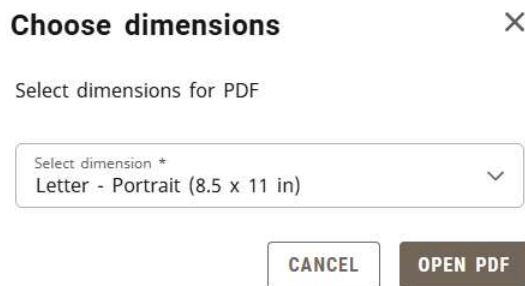 Choose dimensions
Select dimensions for PDF
Select dimension *
Letter - Portrait (8.5 x 11 in)
CANCEL
OPEN PDF